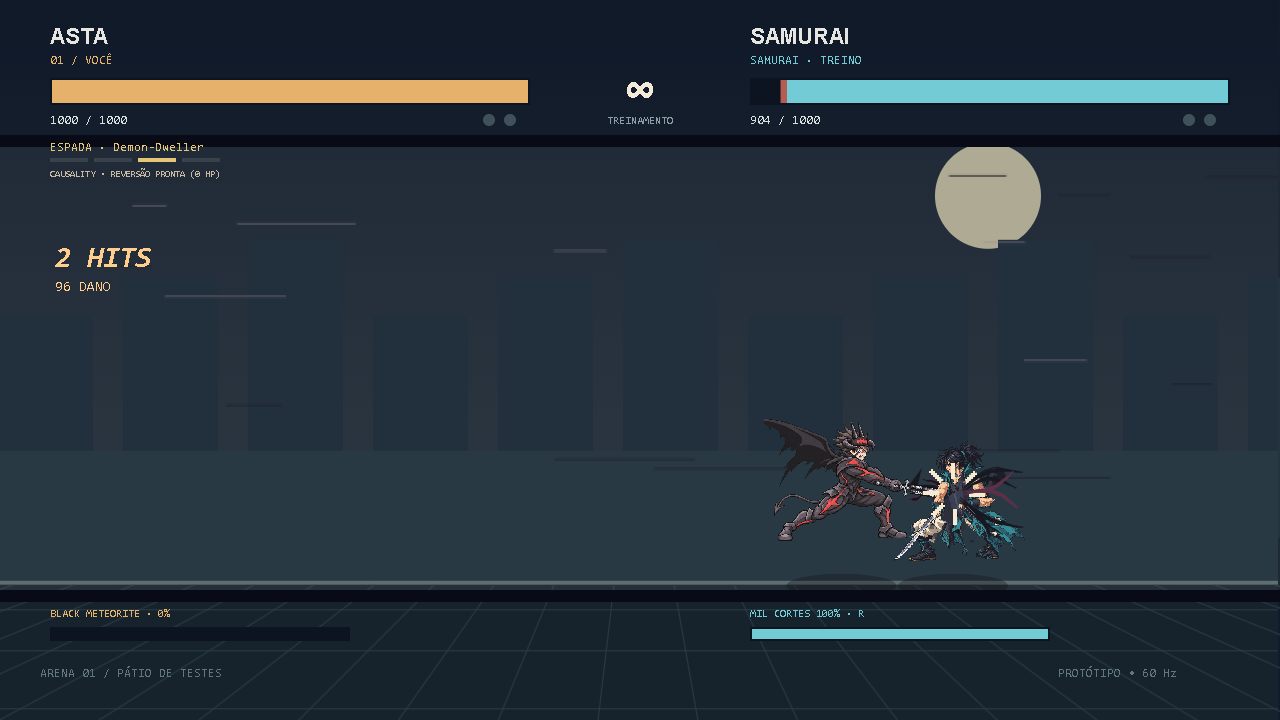 ASTA
01 / VOCÊ
1000 / 1000
∞
TREINAMENTO
SAMURAI
SAMURAI · TREINO
904 / 1000
ESPADA · Demon-Dweller
CAUSALITY · REVERSÃO PRONTA (0 HP)
2 HITS
96 DANO
BLACK METEORITE · 0%
MIL CORTES 100% · R
ARENA 01 / PÁTIO DE TESTES
PROTÓTIPO • 60 Hz